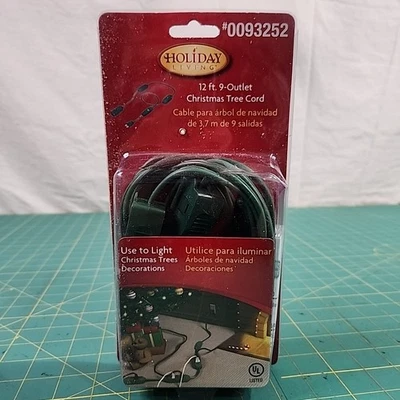 #0093252
HOLIDAY
LIVING
12 ft. 9-Outlet
Christmas Tree Cord
Cable para árbol de navidad
de 3,7 m de 9 salidas
Use to Light
Christmas Trees
Decorations
Utilice para iluminar
Árboles de navidad
Decoraciones
UL
LISTED